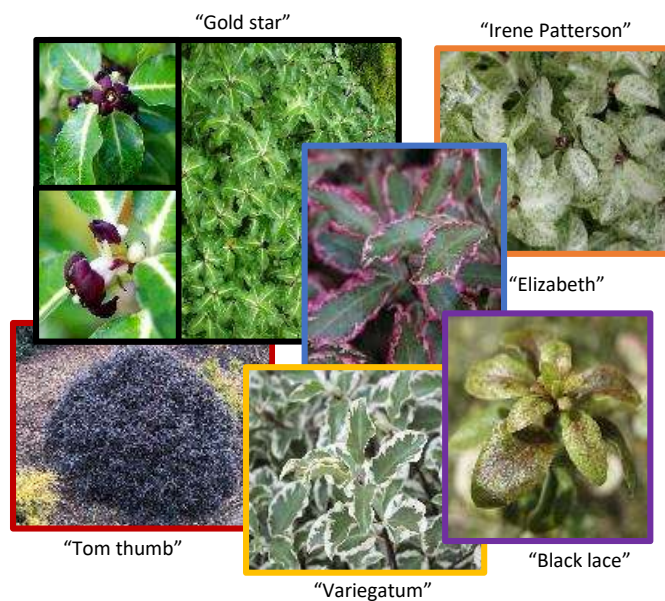 “Gold star”
“Irene Patterson”
“Elizabeth”
“Tom thumb”
“Black lace”
“Variegatum”